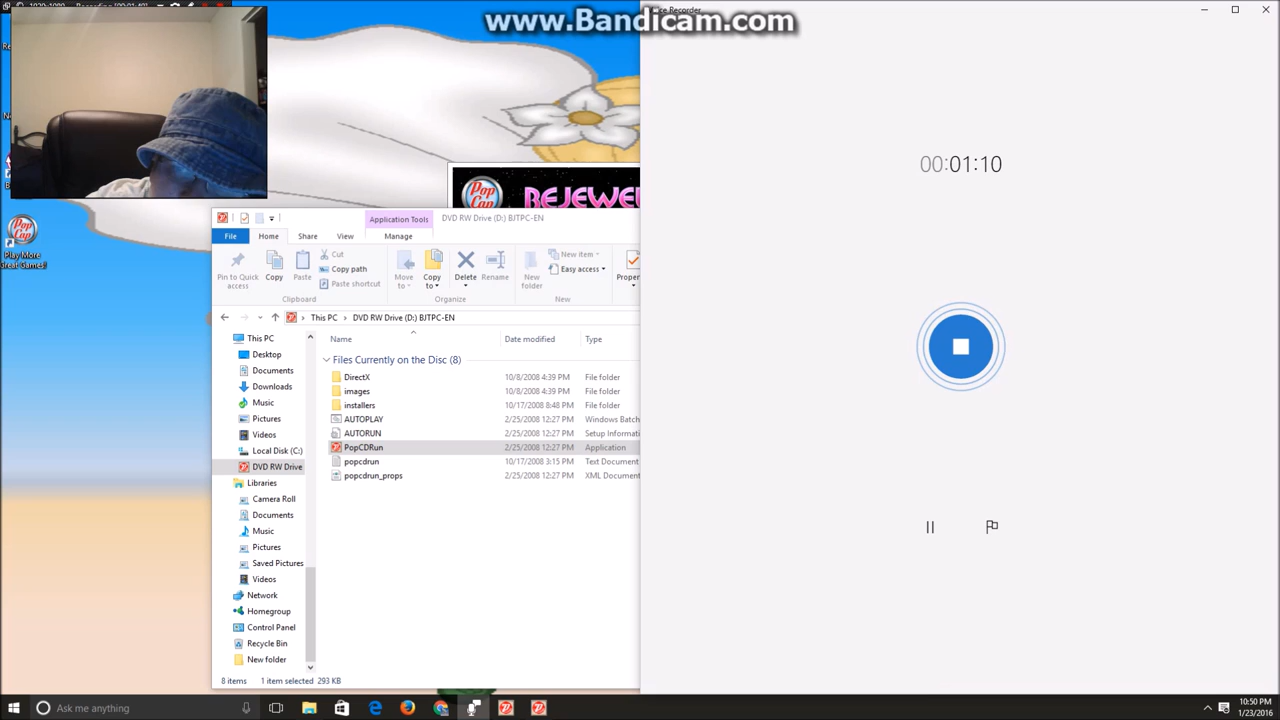 www.Bandicam.com
Recorder
00:01:10
Pop Cap
BEJEWEL
Play More
Great Games!
Application Tools
DVD RW Drive (D:) BJTPC-EN
File
Home
Share
View
Manage
Pin to Quick
access
Copy
Paste
Cut
Copy path
Paste shortcut
Move
to
Copy
to
Delete
Rename
New
folder
New item
Easy access
Proper
Clipboard
Organize
New
This PC
DVD RW Drive (D:) BJTPC-EN
Name
Date modified
Type
Files Currently on the Disc (8)
DirectX 10/8/2008 4:39 PM File folder
images 10/8/2008 4:39 PM File folder
installers 10/17/2008 8:48 PM File folder
AUTOPLAY 2/25/2008 12:27 PM Windows Batch
AUTORUN 2/25/2008 12:27 PM Setup Informati
PopCDRun 2/25/2008 12:27 PM Application
popcdrun 10/17/2008 3:15 PM Text Document
popcdrun_props 2/25/2008 12:27 PM XML Document
This PC
Desktop
Documents
Downloads
Music
Pictures
Videos
Local Disk (C:)
DVD RW Drive
Libraries
Camera Roll
Documents
Music
Pictures
Saved Pictures
Videos
Network
Homegroup
Control Panel
Recycle Bin
New folder
8 items 1 item selected 293 KB
Ask me anything
10:50 PM
1/23/2016